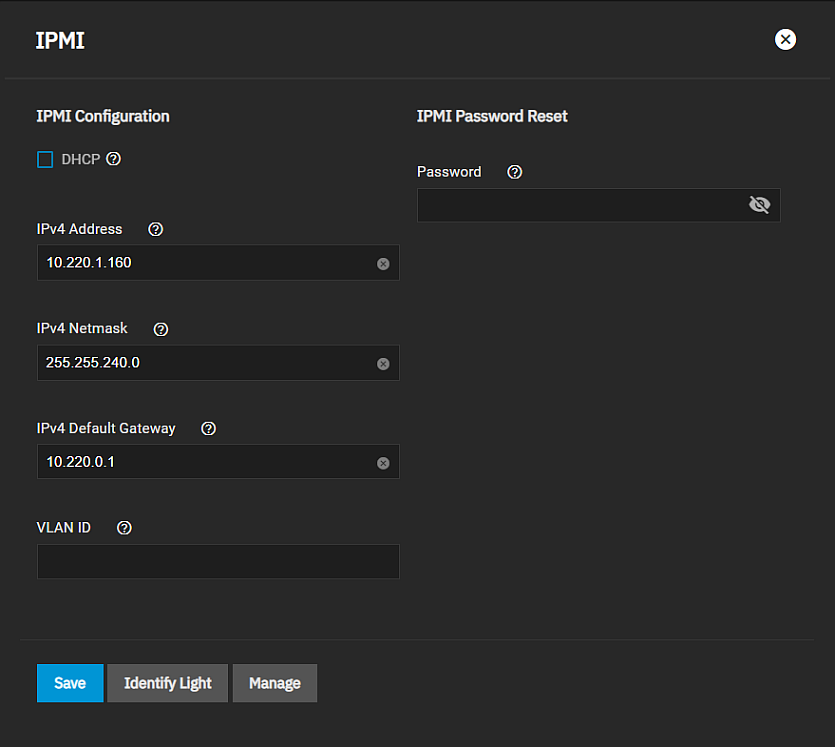 IPMI
IPMI Configuration
DHCP
IPv4 Address
10.220.1.160
IPv4 Netmask
255.255.240.0
IPv4 Default Gateway
10.220.0.1
VLAN ID
IPMI Password Reset
Password
Save
Identify Light
Manage